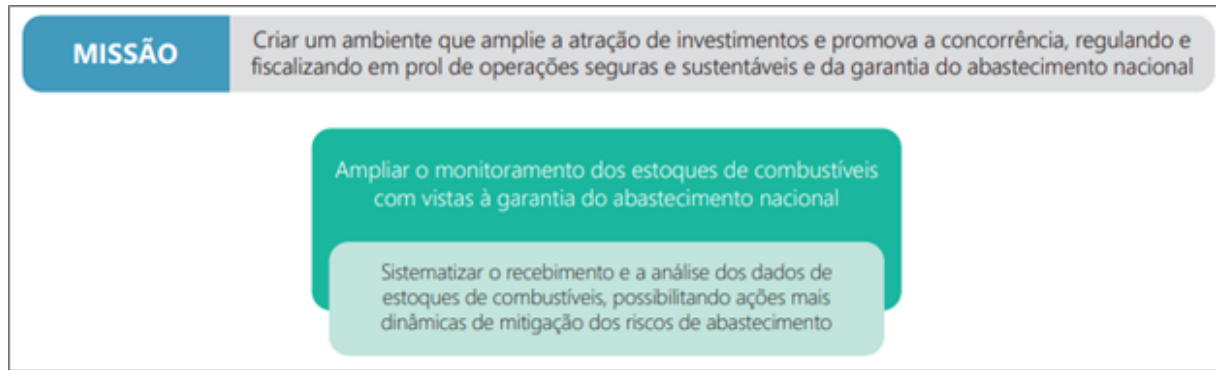 MISSÃO
Criar um ambiente que amplie a atração de investimentos e promova a concorrência, regulando e
fiscalizando em prol de operações seguras e sustentáveis e da garantia do abastecimento nacional
Ampliar o monitoramento dos estoques de combustíveis
com vistas à garantia do abastecimento nacional
Sistematizar o recebimento e a análise dos dados de
estoques de combustíveis, possibilitando ações mais
dinâmicas de mitigação dos riscos de abastecimento